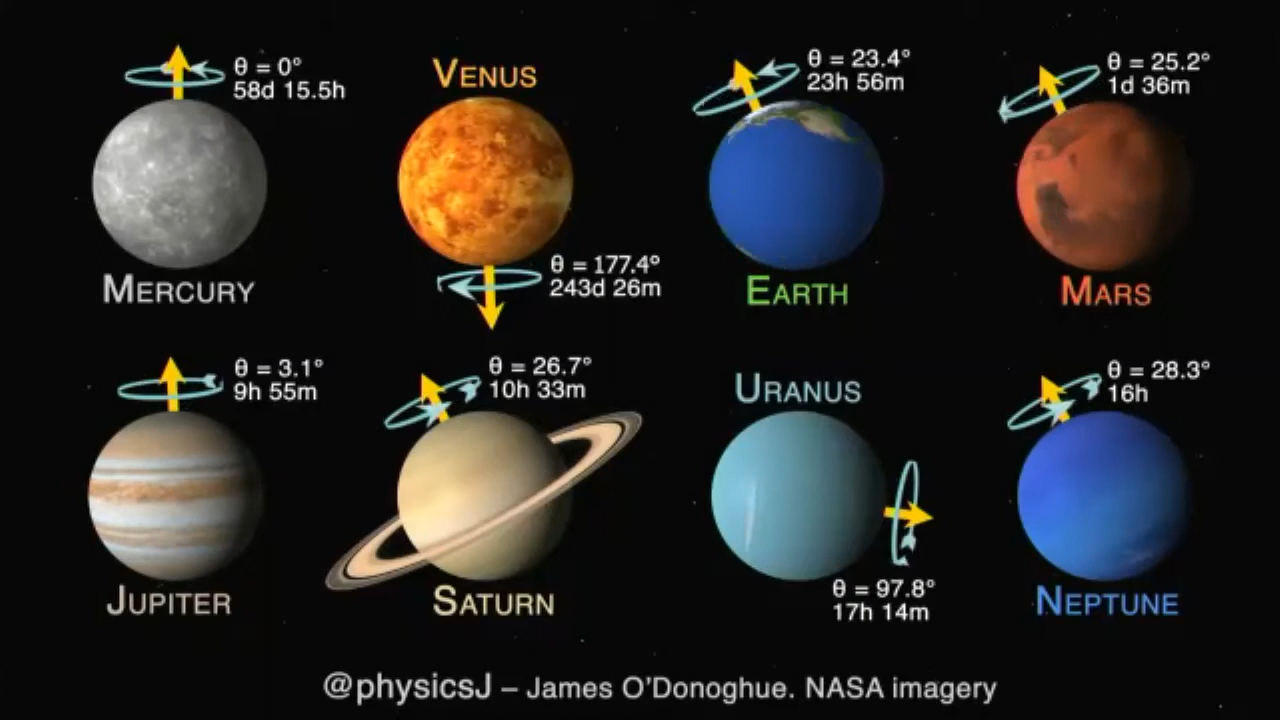 θ = 0°
58d 15.5h
MERCURY
VENUS
θ = 177.4°
243d 26m
θ = 23.4°
23h 56m
EARTH
θ = 25.2°
1d 36m
MARS
θ = 3.1°
9h 55m
JUPITER
θ = 26.7°
10h 33m
SATURN
URANUS
θ = 97.8°
17h 14m
θ = 28.3°
16h
NEPTUNE
@physicsJ – James O'Donoghue. NASA imagery